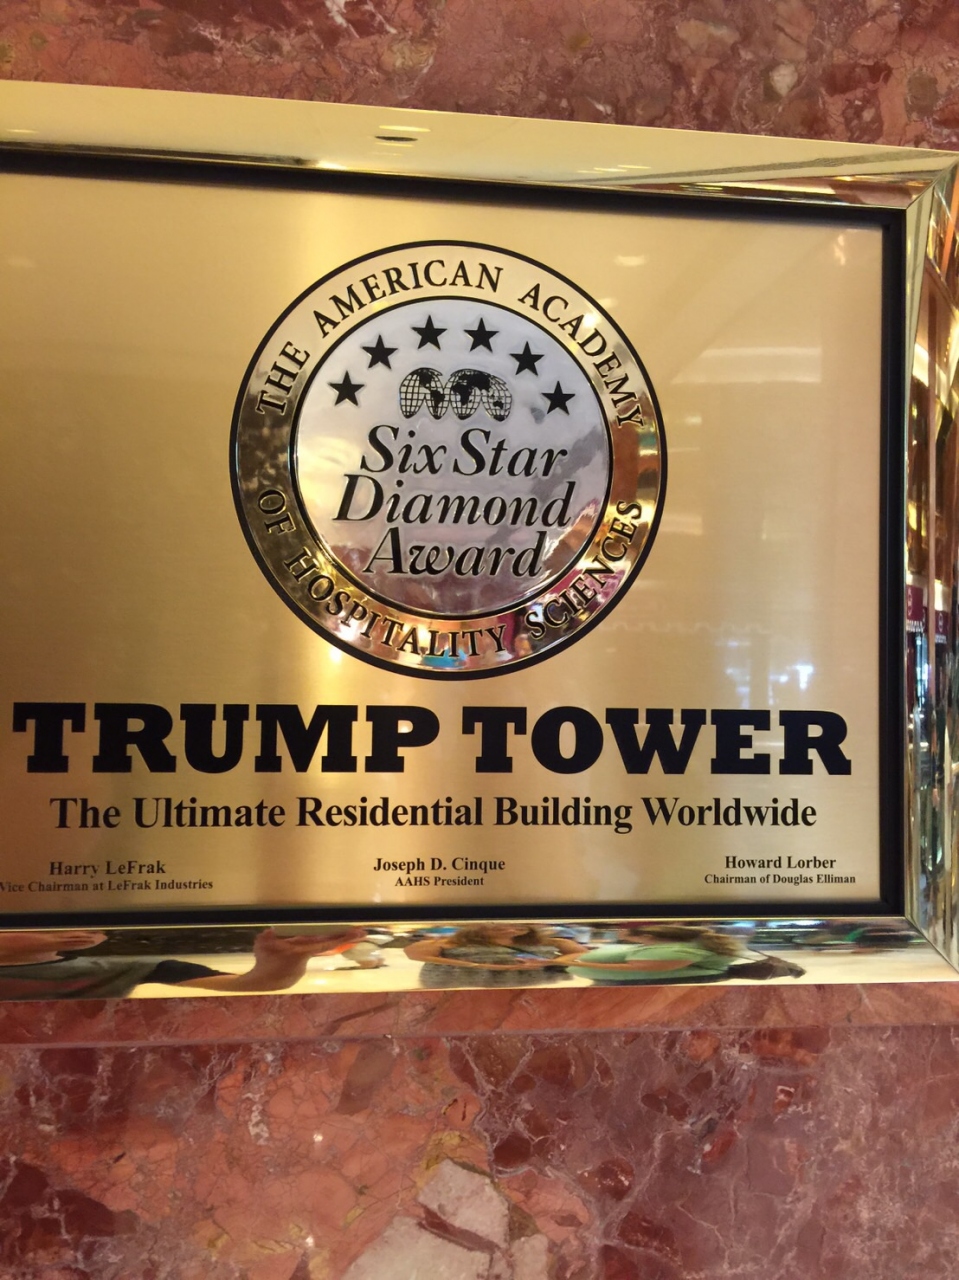 THE AMERICAN ACADEMY
OF HOSPITALITY SCIENCES
Six Star
Diamond
Award
TRUMP TOWER
The Ultimate Residential Building Worldwide
Harry LeFrak
Vice Chairman at LeFrak Industries
Joseph D. Cinque
AAHS President
Howard Lorber
Chairman of Douglas Elliman